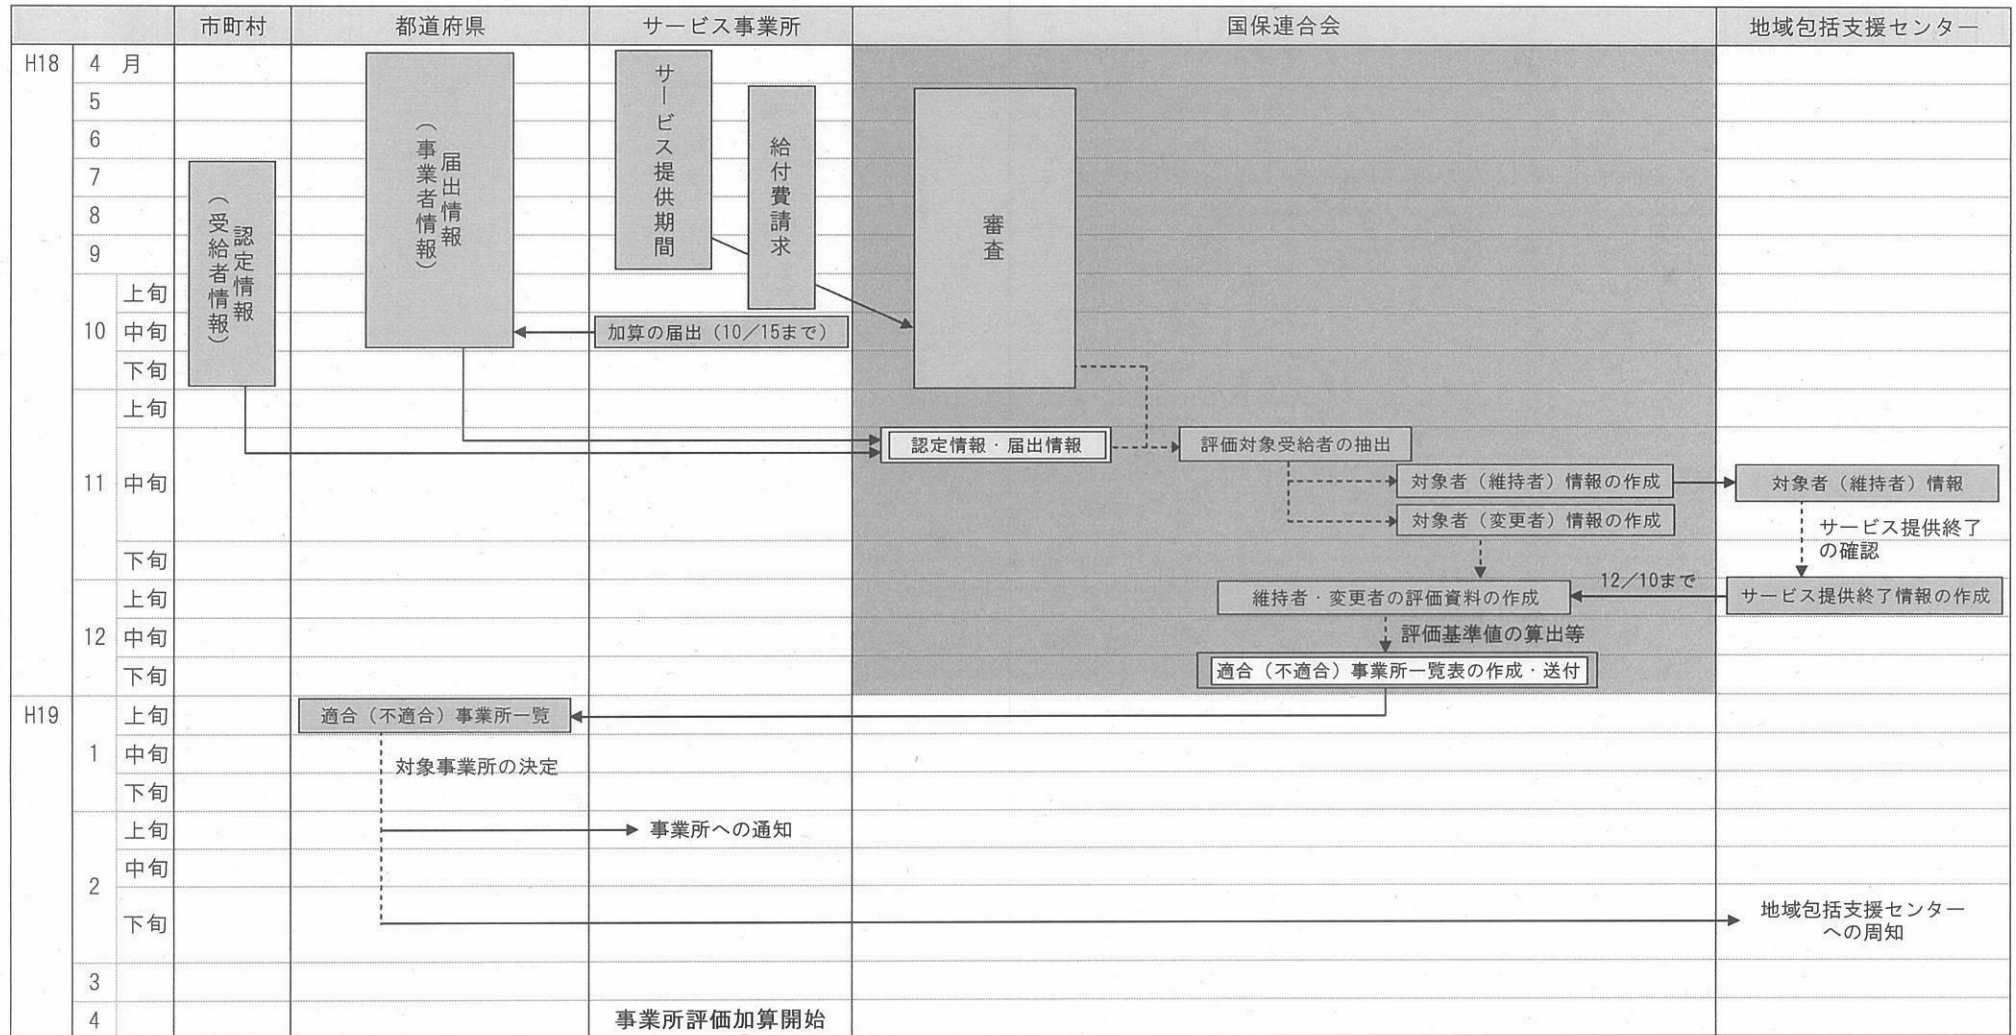 市町村 都道府県 サービス事業所 国保連合会 地域包括支援センター
H18 4 月
5
6
7
8
9
10 上旬
中旬
下旬
11 上旬
中旬
下旬
12 上旬
中旬
下旬
H19 1 上旬
中旬
下旬
2 上旬
中旬
下旬
3
4
認定情報
(受給者情報)
届出情報
(事業者情報)
サービス提供期間
給付費請求
審査
加算の届出(10/15まで)
認定情報・届出情報
評価対象受給者の抽出
対象者(維持者)情報の作成
対象者(維持者)情報
対象者(変更者)情報の作成
サービス提供終了
の確認
12/10まで
維持者・変更者の評価資料の作成
サービス提供終了情報の作成
評価基準値の算出等
適合(不適合)事業所一覧表の作成・送付
適合(不適合)事業所一覧
対象事業所の決定
事業所への通知
地域包括支援センター
への周知
事業所評価加算開始